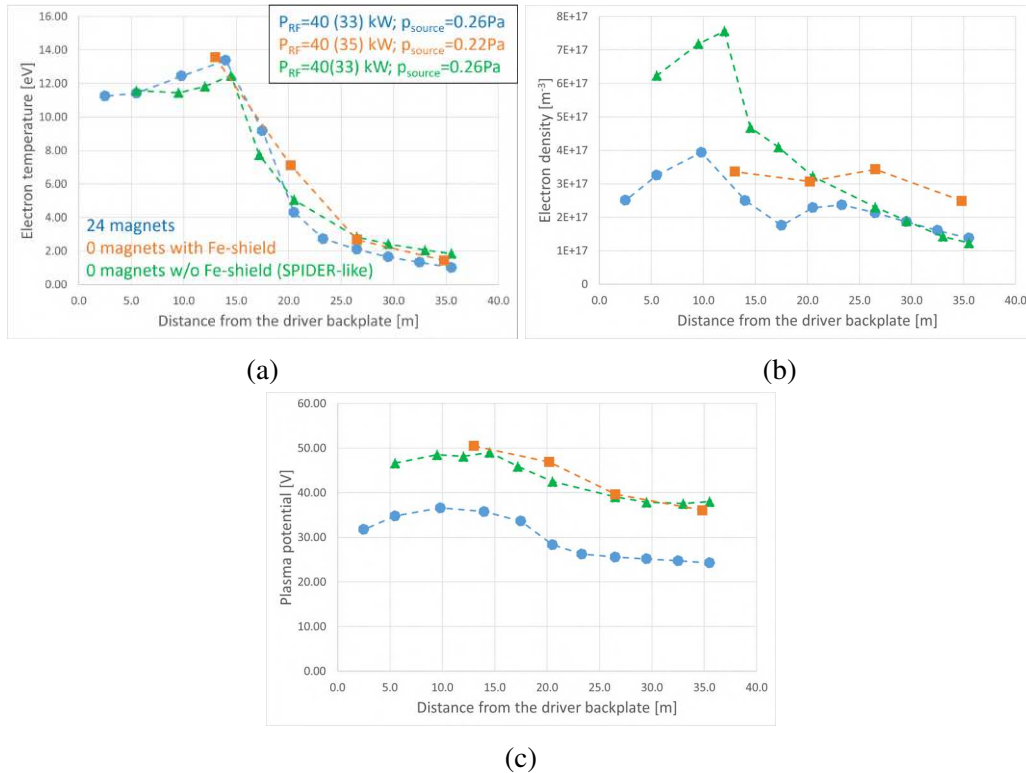 P_RF=40 (33) kW; p_source=0.26Pa
P_RF=40 (35) kW; p_source=0.22Pa
P_RF=40(33) kW; p_source=0.26Pa
16.00
14.00
12.00
10.00
8.00
6.00
4.00
2.00
0.00
Electron temperature [eV]
24 magnets
0 magnets with Fe-shield
0 magnets w/o Fe-shield (SPIDER-like)
0.0 5.0 10.0 15.0 20.0 25.0 30.0 35.0 40.0
Distance from the driver backplate [m]
(a)
8E+17
7E+17
6E+17
5E+17
4E+17
3E+17
2E+17
1E+17
0
Electron density [m⁻³]
0.0 5.0 10.0 15.0 20.0 25.0 30.0 35.0 40.0
Distance from the driver backplate [m]
(b)
60.00
50.00
40.00
30.00
20.00
10.00
0.00
Plasma potential [V]
0.0 5.0 10.0 15.0 20.0 25.0 30.0 35.0 40.0
Distance from the driver backplate [m]
(c)